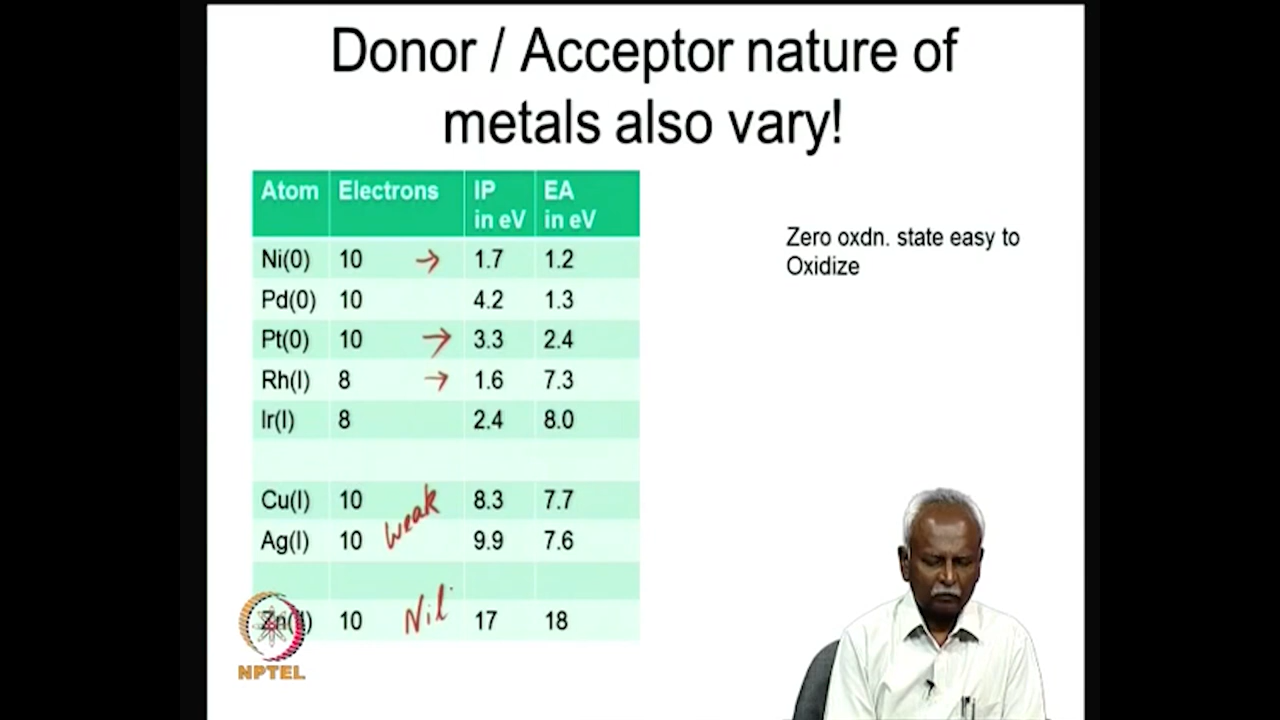 Donor / Acceptor nature of
metals also vary!
Atom Electrons IP in eV EA in eV
Ni(0) 10 → 1.7 1.2
Pd(0) 10 4.2 1.3
Pt(0) 10 → 3.3 2.4
Rh(I) 8 → 1.6 7.3
Ir(I) 8 2.4 8.0
Cu(I) 10 8.3 7.7
weak
Ag(I) 10 9.9 7.6
10 Nil 17 18
Zero oxdn. state easy to
Oxidize
NPTEL